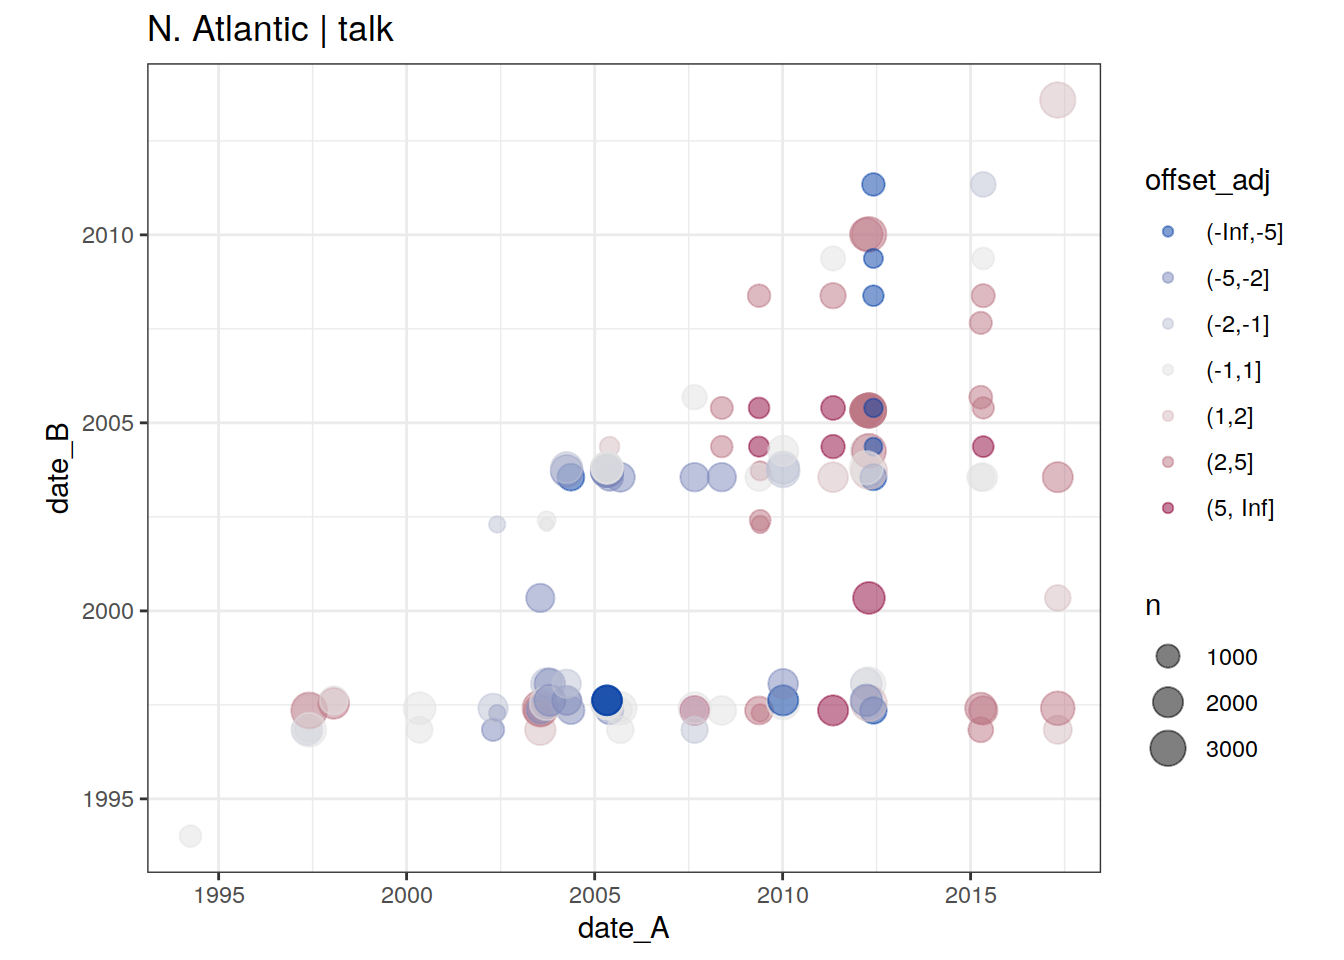 N. Atlantic | talk
2010
2005
2000
1995
date_B
1995
2000
2005
2010
2015
date_A
offset_adj
(-Inf,-5]
(-5,-2]
(-2,-1]
(-1,1]
(1,2]
(2,5]
(5, Inf]
n
1000
2000
3000